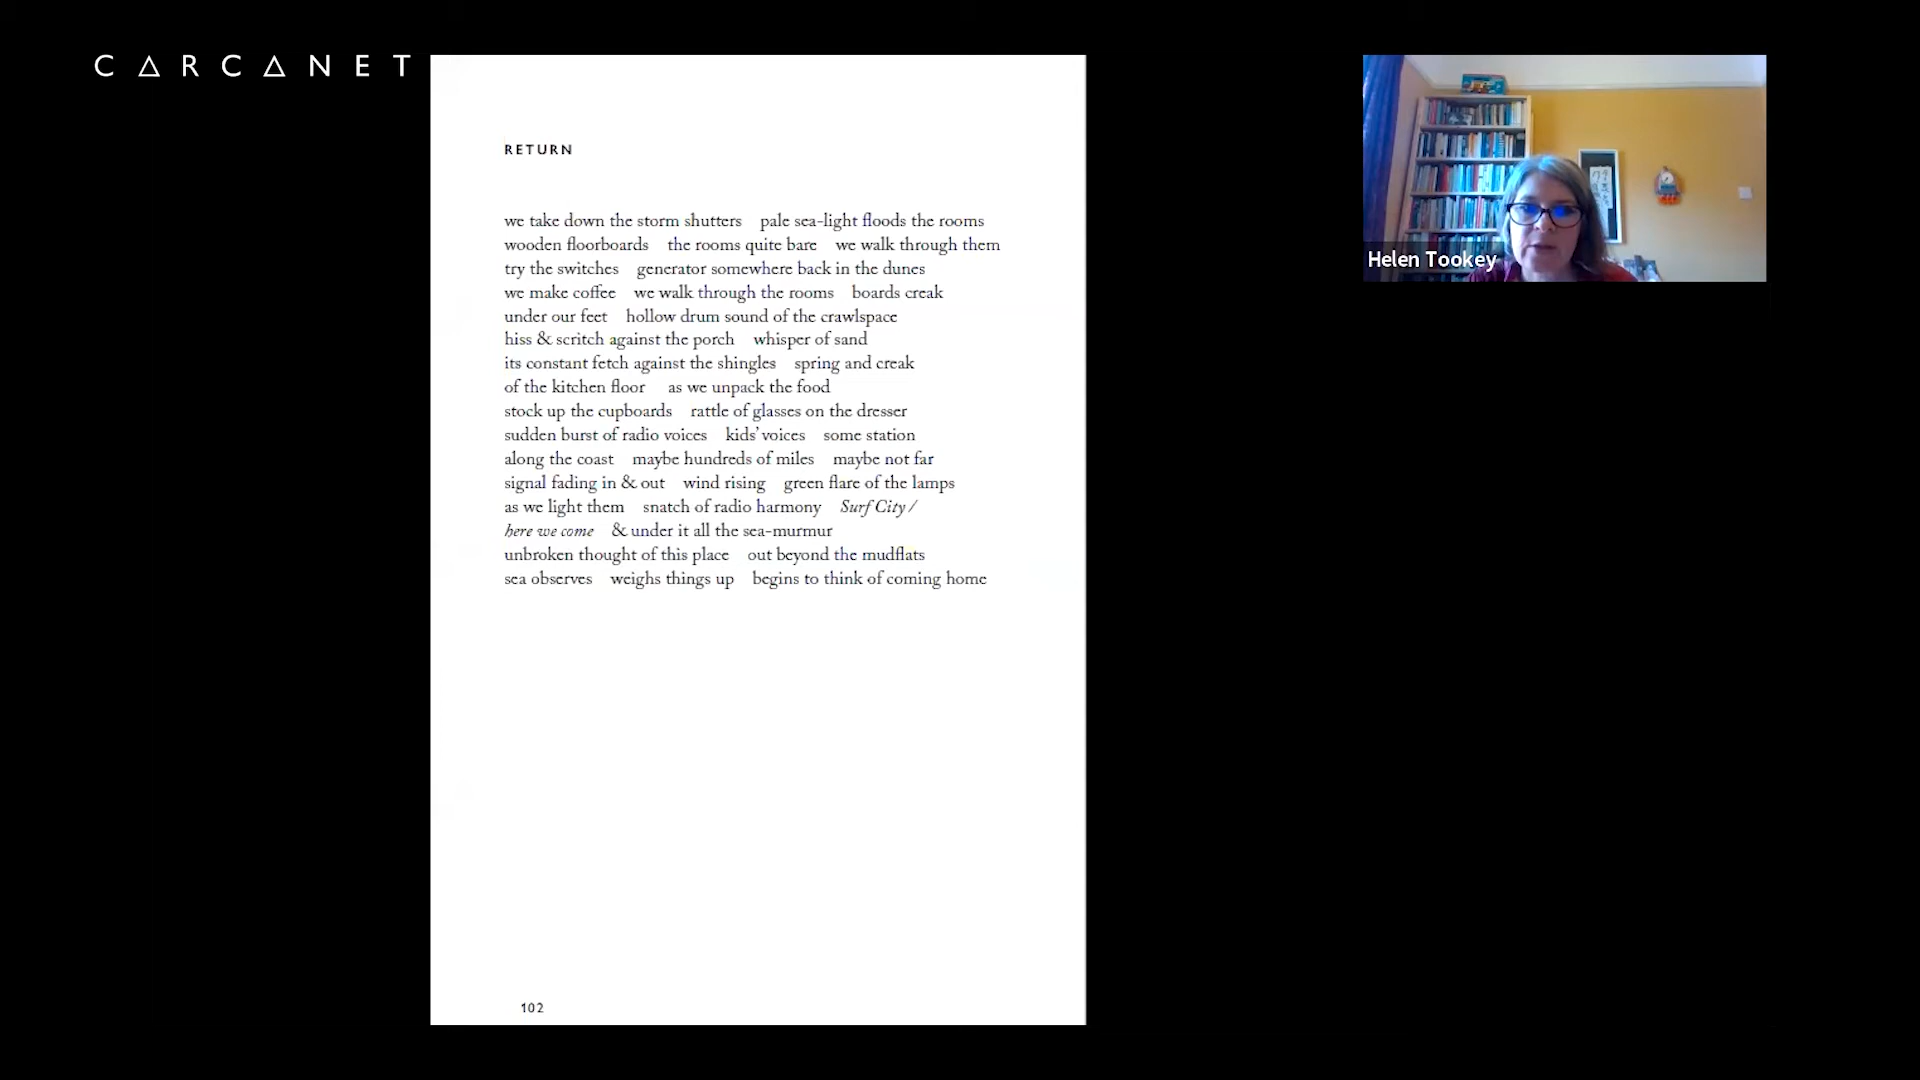 CARCANET
RETURN
we take down the storm shutters   pale sea-light floods the rooms
wooden floorboards   the rooms quite bare   we walk through them
try the switches   generator somewhere back in the dunes
we make coffee   we walk through the rooms   boards creak
under our feet   hollow drum sound of the crawlspace
hiss & scritch against the porch   whisper of sand
its constant fetch against the shingles   spring and creak
of the kitchen floor   as we unpack the food
stock up the cupboards   rattle of glasses on the dresser
sudden burst of radio voices   kids’ voices   some station
along the coast   maybe hundreds of miles   maybe not far
signal fading in & out   wind rising   green flare of the lamps
as we light them   snatch of radio harmony   Surf City /
here we come   & under it all the sea-murmur
unbroken thought of this place   out beyond the mudflats
sea observes   weighs things up   begins to think of coming home
102
Helen Tookey